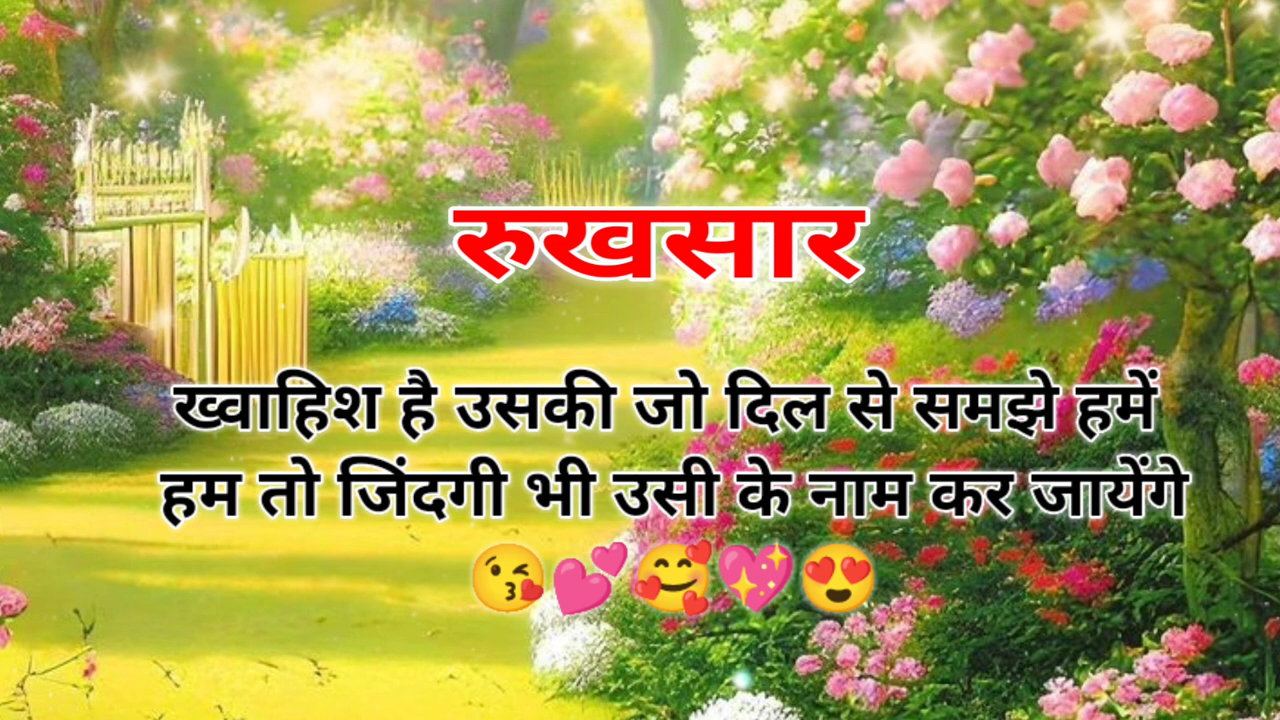 रुखसार
ख्वाहिश है उसकी जो दिल से समझे हमें
हम तो जिंदगी भी उसी के नाम कर जायेंगे
😘💕🥰💖😍